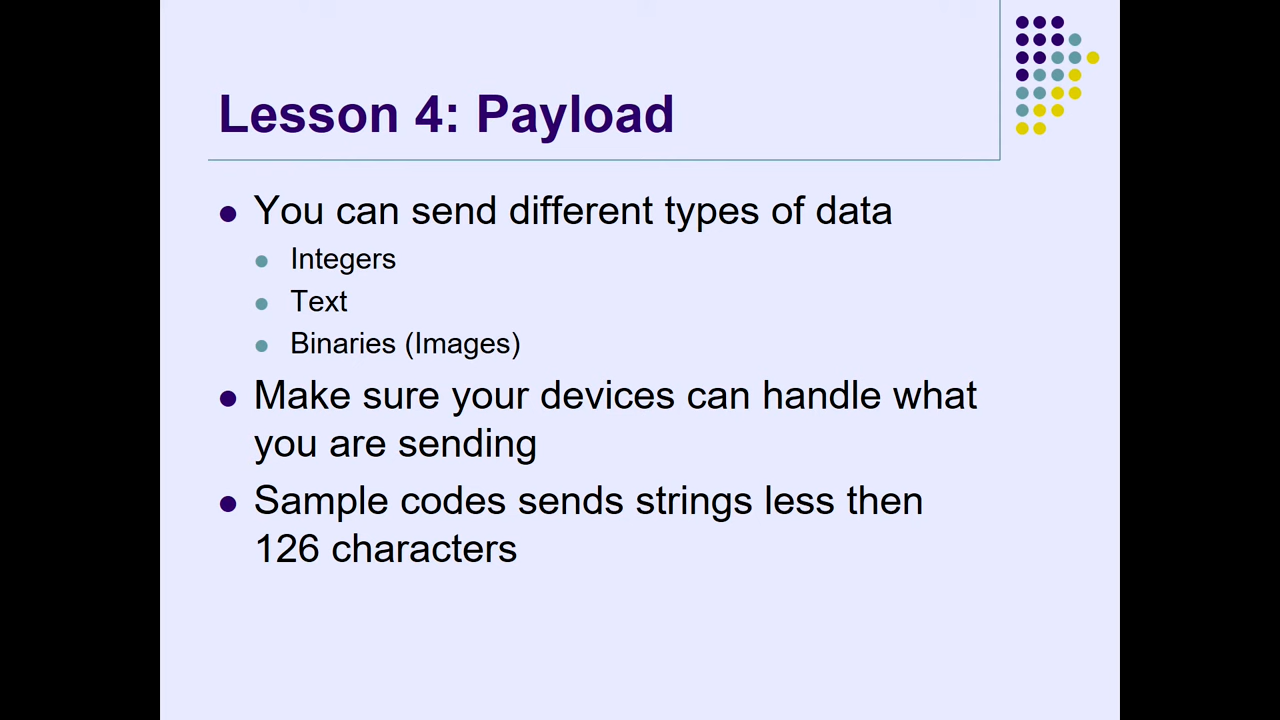 Lesson 4: Payload
You can send different types of data
Integers
Text
Binaries (Images)
Make sure your devices can handle what
you are sending
Sample codes sends strings less then
126 characters